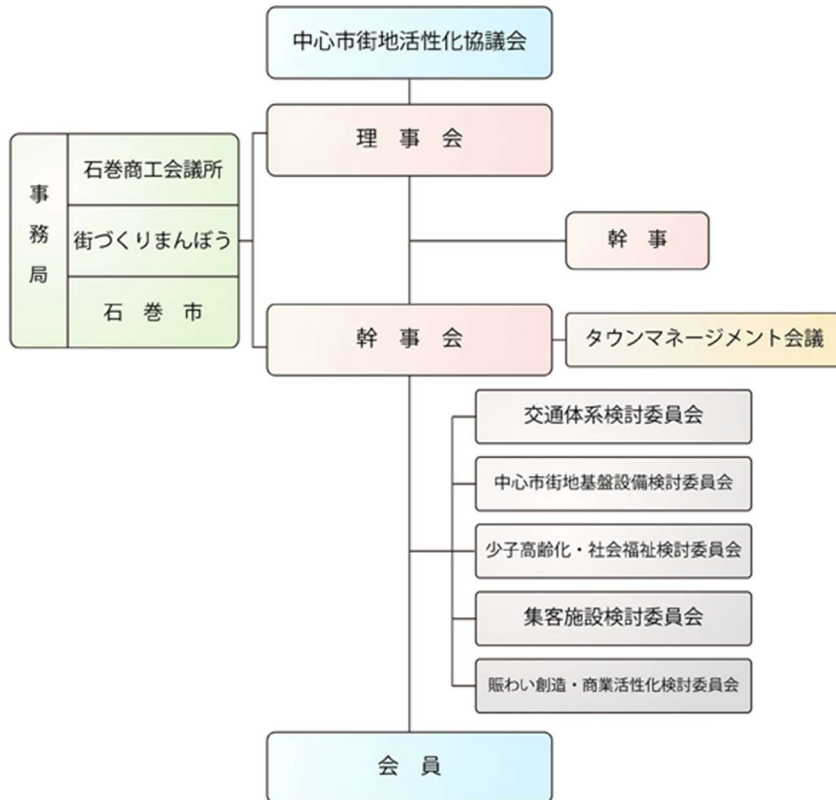 中心市街地活性化協議会
理事会
事務局
石巻商工会議所
街づくりまんぼう
石巻市
幹事
幹事会
タウンマネージメント会議
交通体系検討委員会
中心市街地基盤設備検討委員会
少子高齢化・社会福祉検討委員会
集客施設検討委員会
賑わい創造・商業活性化検討委員会
会員